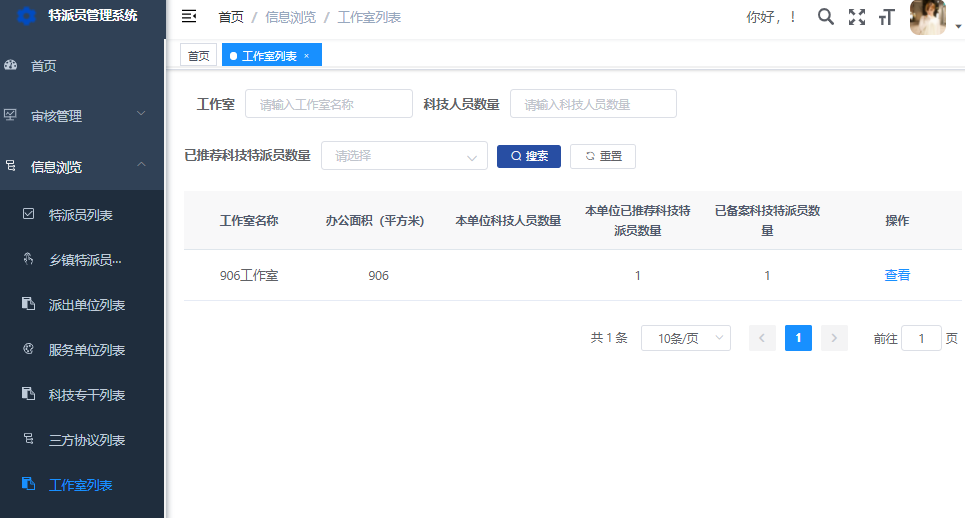 特派员管理系统
首页 / 信息浏览 / 工作室列表
你好，！
首页
工作室列表 ×
首页
审核管理
信息浏览
特派员列表
乡镇特派员...
派出单位列表
服务单位列表
科技专干列表
三方协议列表
工作室列表
工作室 请输入工作室名称 科技人员数量 请输入科技人员数量
已推荐科技特派员数量 请选择 搜索 重置
工作室名称 办公面积（平方米） 本单位科技人员数量 本单位已推荐科技特派员数量 已备案科技特派员数量 操作
906工作室 906 1 1 查看
共 1 条 10条/页 < 1 > 前往 1 页